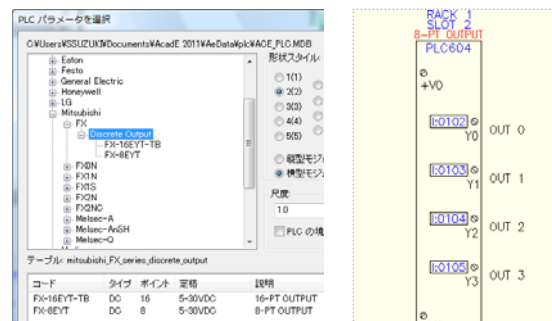 PLC パラメータを選択
C:¥Users¥SSUZUKI¥Documents¥AcadE 2011¥AeData¥plc¥ACE_PLC.MDB
Eaton
Festo
General Electric
Honeywell
LG
Mitsubishi
FX
Discrete Output
FX-16EYT-TB
FX-8EYT
FX0N
FX1N
FX1S
FX2N
FX2NC
Melsec-A
Melsec-AnSH
Melsec-Q
形状スタイル:
1(1)
2(2)
3(3)
4(4)
5(5)
縦型モジ
横型モジ
尺度:
1.0
PLC の境
テーブル: mitsubishi_FX_series_discrete_output
コード タイプ ポイント 定格 説明
FX-16EYT-TB DC 16 5-30VDC 16-PT OUTPUT
FX-8EYT DC 8 5-30VDC 8-PT OUTPUT
RACK 1
SLOT 2
8-PT OUTPUT
PLC604
+V0
I:0102
Y0 OUT 0
I:0103
Y1 OUT 1
I:0104
Y2 OUT 2
I:0105
Y3 OUT 3